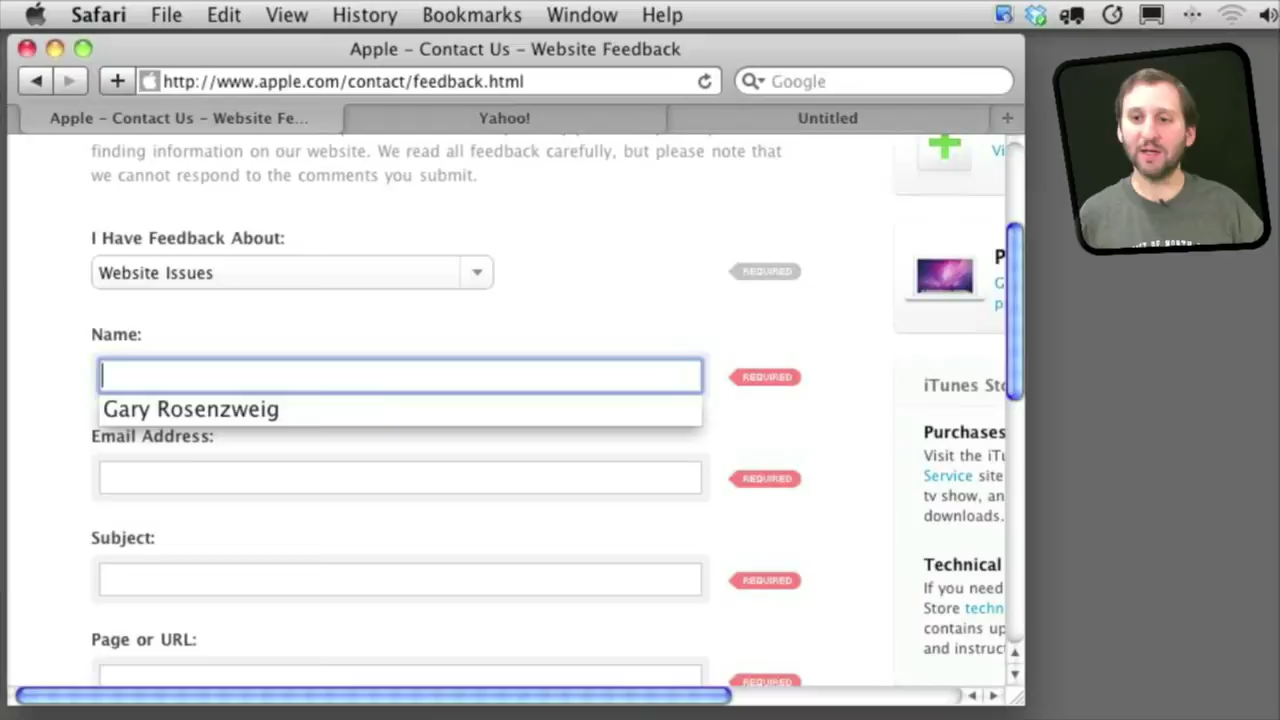 Safari File Edit View History Bookmarks Window Help
Apple – Contact Us – Website Feedback
http://www.apple.com/contact/feedback.html
Google
Apple – Contact Us – Website Fe...
Yahoo!
Untitled
finding information on our website. We read all feedback carefully, but please note that
we cannot respond to the comments you submit.
Vi
I Have Feedback About:
Website Issues
REQUIRED
P
G
p
Name:
REQUIRED
Gary Rosenzweig
Email Address:
REQUIRED
Subject:
REQUIRED
Page or URL:
REQUIRED
iTunes Sto
Purchases
Visit the iTu
Service site
tv show, an
downloads.
Technical
If you need
Store techn
contains up
and instruc